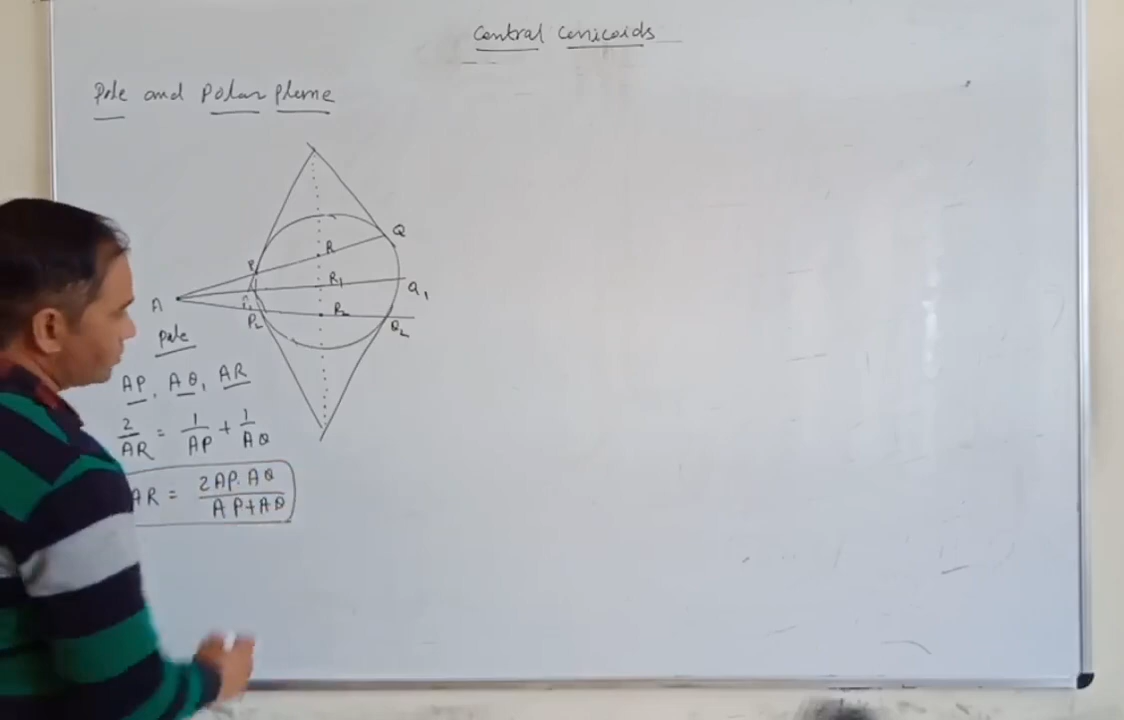 Central Conicoids
Pole and Polar Plane
P
R
Q
A
R1
Q1
P1
P2
R2
Q2
Pole
AP, AQ, AR
2/AR = 1/AP + 1/AQ
AR = 2AP.AQ/AP+AQ